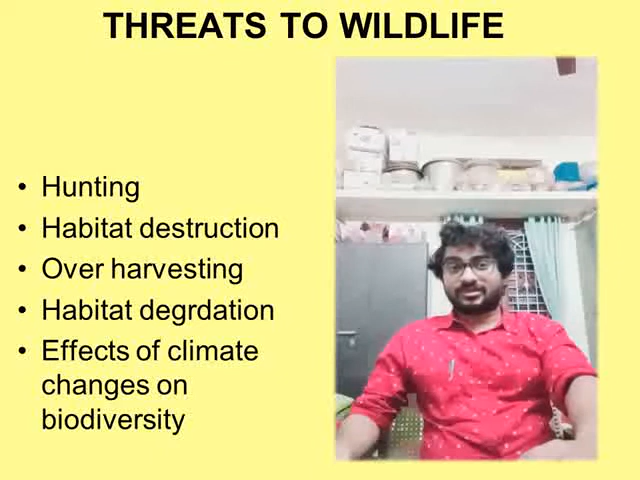 THREATS TO WILDLIFE
• Hunting
• Habitat destruction
• Over harvesting
• Habitat degrdation
• Effects of climate
changes on
biodiversity